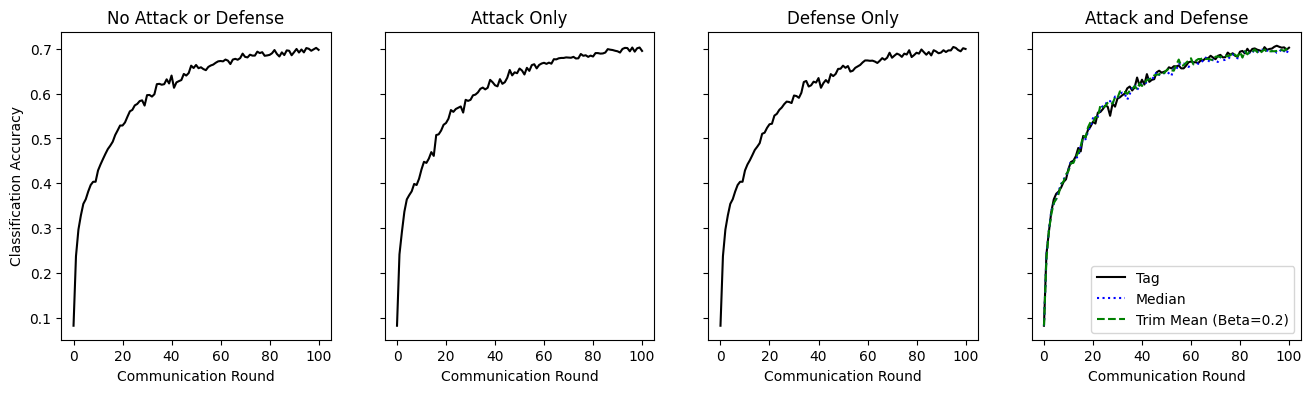 No Attack or Defense
Attack Only
Defense Only
Attack and Defense
Classification Accuracy
0.7
0.6
0.5
0.4
0.3
0.2
0.1
Tag
Median
Trim Mean (Beta=0.2)
0 20 40 60 80 100
0 20 40 60 80 100
0 20 40 60 80 100
0 20 40 60 80 100
Communication Round
Communication Round
Communication Round
Communication Round